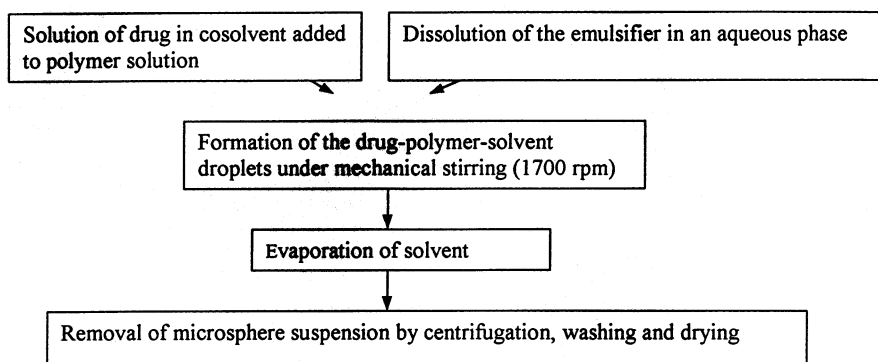 Solution of drug in cosolvent added
to polymer solution
Dissolution of the emulsifier in an aqueous phase
Formation of the drug-polymer-solvent
droplets under mechanical stirring (1700 rpm)
Evaporation of solvent
Removal of microsphere suspension by centrifugation, washing and drying